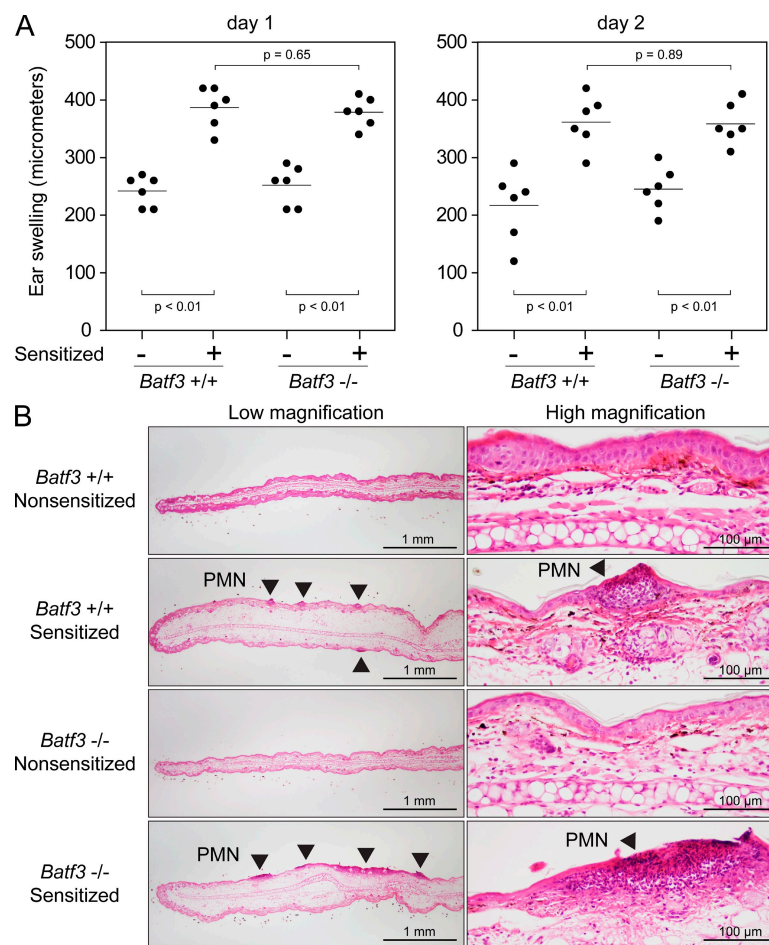 A
day 1
day 2
Ear swelling (micrometers)
500
400
300
200
100
0
p = 0.65
p < 0.01
p < 0.01
500
400
300
200
100
0
p = 0.89
p < 0.01
p < 0.01
Sensitized - + - + - + - +
Batf3 +/+ Batf3 -/- Batf3 +/+ Batf3 -/-
B
Low magnification High magnification
Batf3 +/+
Nonsensitized
1 mm
100 µm
Batf3 +/+
Sensitized
PMN
1 mm
PMN
100 µm
Batf3 -/-
Nonsensitized
1 mm
100 µm
Batf3 -/-
Sensitized
PMN
1 mm
PMN
100 µm